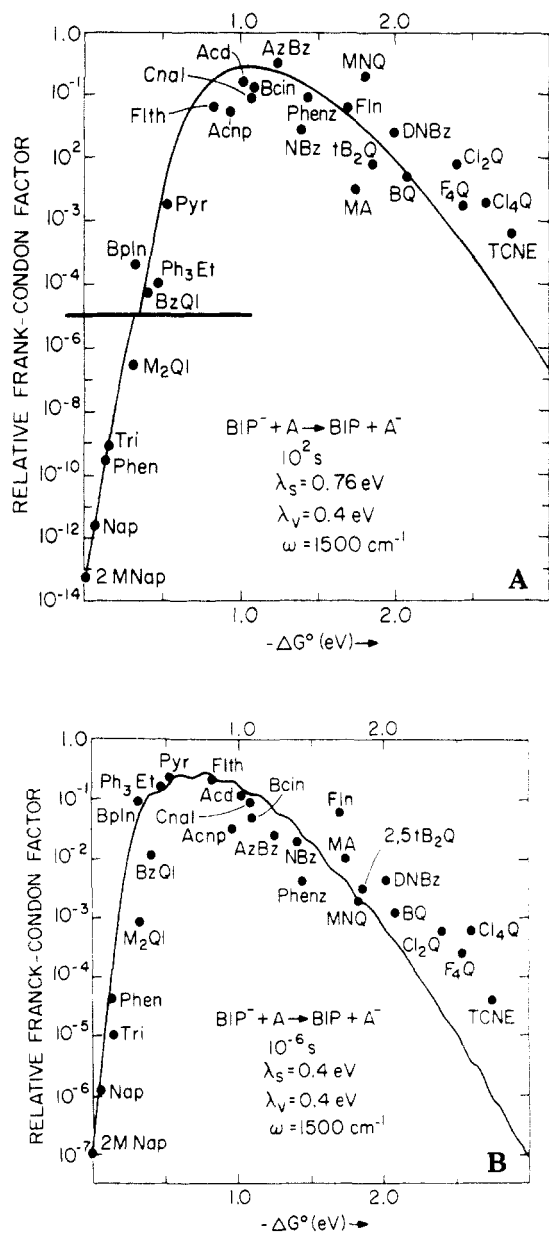 1.0 2.0
RELATIVE FRANK-CONDON FACTOR
1.0
10-1
10-2
10-3
10-4
10-6
10-8
10-10
10-12
10-14
AzBz
Acd
MNQ
Cnal
Bcin
Flth
Phenz
Fln
DNBz
Acnp
NBz
tB2Q
Cl2Q
MA
BQ
F4Q
Cl4Q
Pyr
TCNE
Bpln
Ph3Et
BzQl
M2Ql
Tri
Phen
Nap
2 MNap
BIP- + A → BIP + A-
10² s
λs = 0.76 eV
λv = 0.4 eV
ω = 1500 cm-1
A
1.0 2.0
-ΔG° (eV) →
1.0 2.0
RELATIVE FRANCK-CONDON FACTOR
1.0
10-1
10-2
10-3
10-4
10-5
10-6
10-7
Pyr
Flth
Ph3Et
Acd
Bcin
Bpln
Cnal
Fln
Acnp
AzBz
NBz
MA
2,5tB2Q
BzQl
Phenz
DNBz
MNQ
BQ
M2Ql
Cl2Q
Cl4Q
F4Q
Phen
TCNE
Tri
Nap
2M Nap
BIP- + A → BIP + A-
10-6 s
λs = 0.4 eV
λv = 0.4 eV
ω = 1500 cm-1
B
1.0 2.0
-ΔG° (eV) →